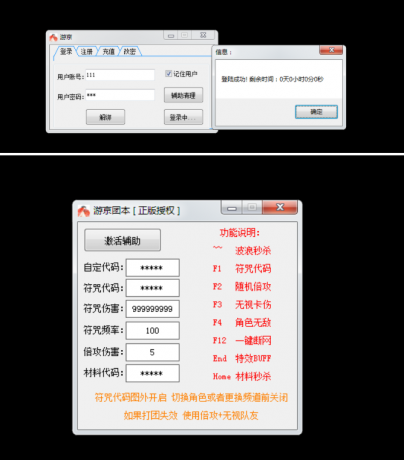 游京
登录 注册 充值 改密
用户账号: 111 记住用户
用户密码: *** 辅助清理
翻译 登录中
信息:
登陆成功! 剩余时间:0天0小时0分0秒
确定
游京团本 [ 正版授权 ]
激活辅助
功能说明:
~~ 波浪秒杀
自定代码: *****
F1 符咒代码
符咒代码: *****
F2 随机倍攻
符咒伤害: 999999999
F3 无视卡伤
符咒频率: 100
F4 角色无敌
倍攻伤害: 5
F12 一键断网
材料代码: *****
End 特效BUFF
Home 材料秒杀
符咒代码图外开启 切换角色或者更换频道前关闭
如果打团失效 使用倍攻+无视队友